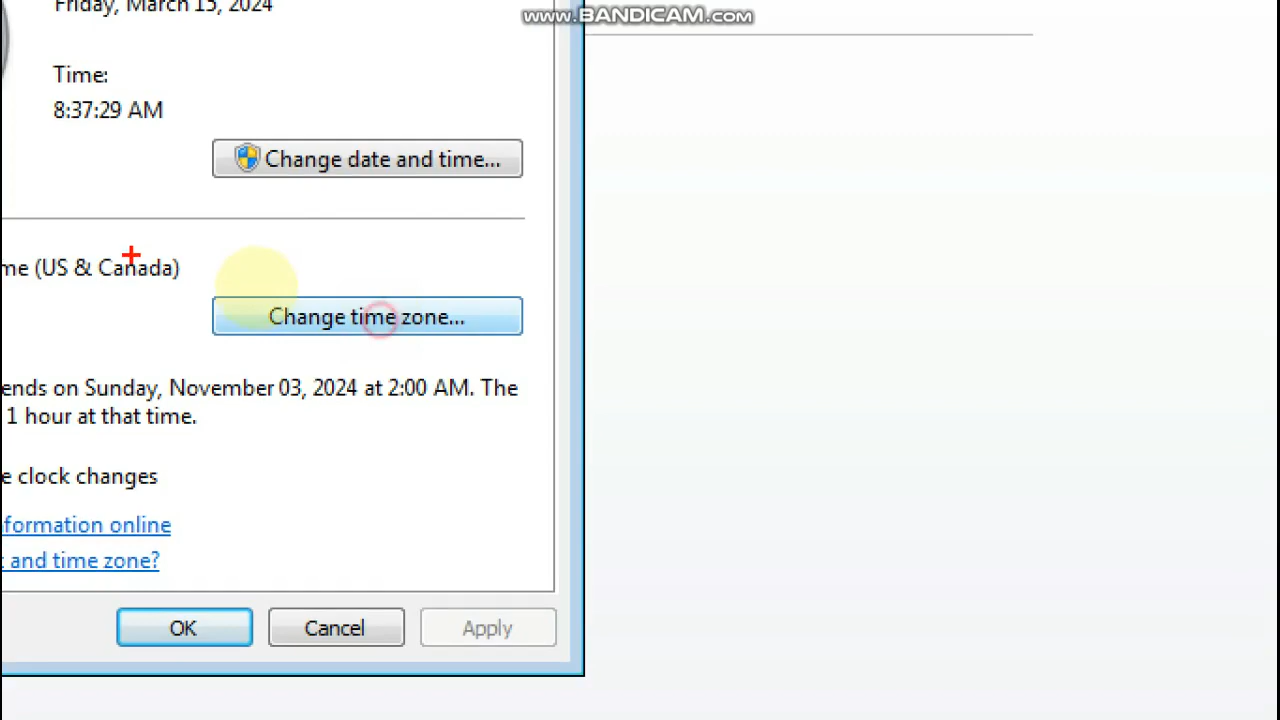 Friday, March 15, 2024
www.BANDICAM.com
Time:
8:37:29 AM
Change date and time...
me (US & Canada)
Change time zone...
ends on Sunday, November 03, 2024 at 2:00 AM. The
1 hour at that time.
e clock changes
nformation online
and time zone?
OK
Cancel
Apply